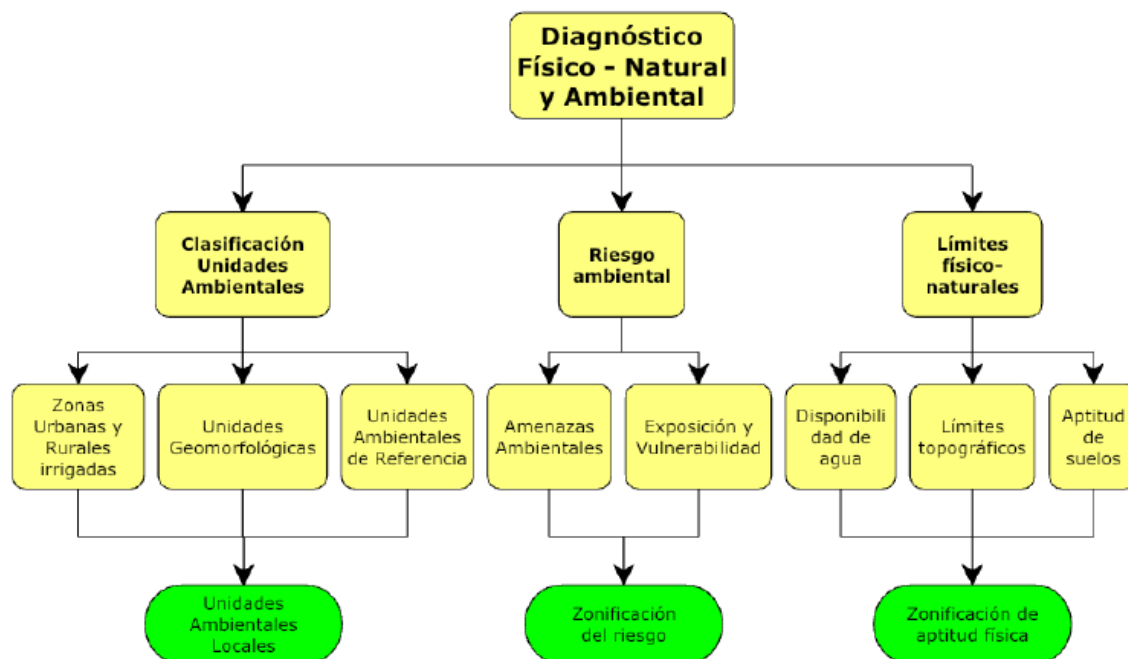 Diagnóstico
Físico - Natural
y Ambiental
Clasificación
Unidades
Ambientales
Riesgo
ambiental
Límites
físico-
naturales
Zonas
Urbanas y
Rurales
irrigadas
Unidades
Geomorfológicas
Unidades
Ambientales
de Referencia
Amenazas
Ambientales
Exposición y
Vulnerabilidad
Disponibili
dad de
agua
Límites
topográficos
Aptitud
de
suelos
Unidades
Ambientales
Locales
Zonificación
del riesgo
Zonificación de
aptitud física